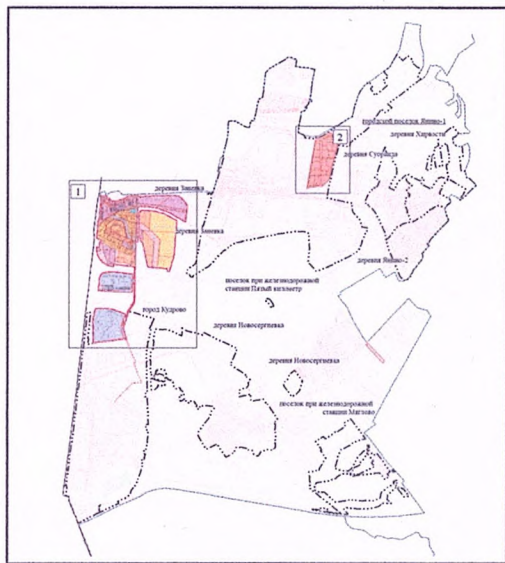 городской поселок Янино-1
2
деревня Хирвости
деревня Суоранда
1
деревня Заневка
деревня Заневка
деревня Янино-2
поселок при железнодорожной
станции Пятый километр
город Кудрово
деревня Новосергиевка
деревня Новосергиевка
поселок при железнодорожной
станции Мяглово